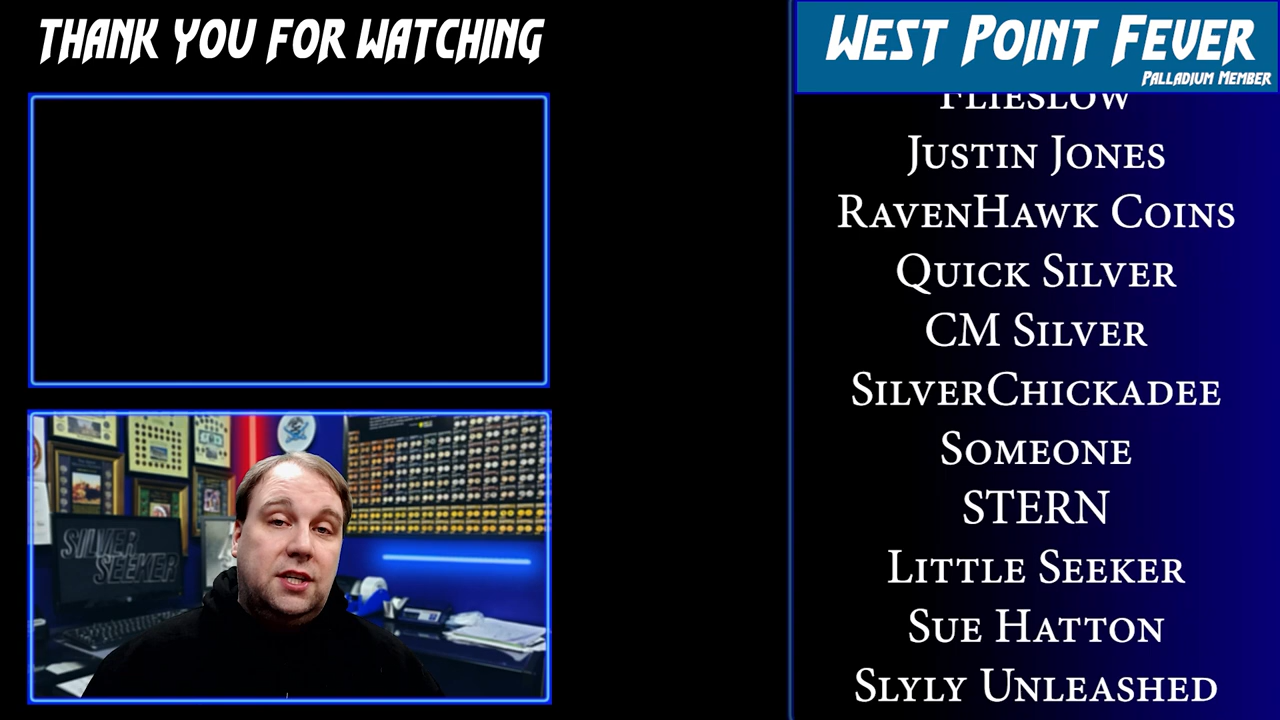 THANK YOU FOR WATCHING
WEST POINT FEVER
PALLADIUM MEMBER
FLIESLOW
JUSTIN JONES
RAVENHAWK COINS
QUICK SILVER
CM SILVER
SILVERCHICKADEE
SOMEONE
STERN
LITTLE SEEKER
SUE HATTON
SLYLY UNLEASHED
SILVER
SEEKER